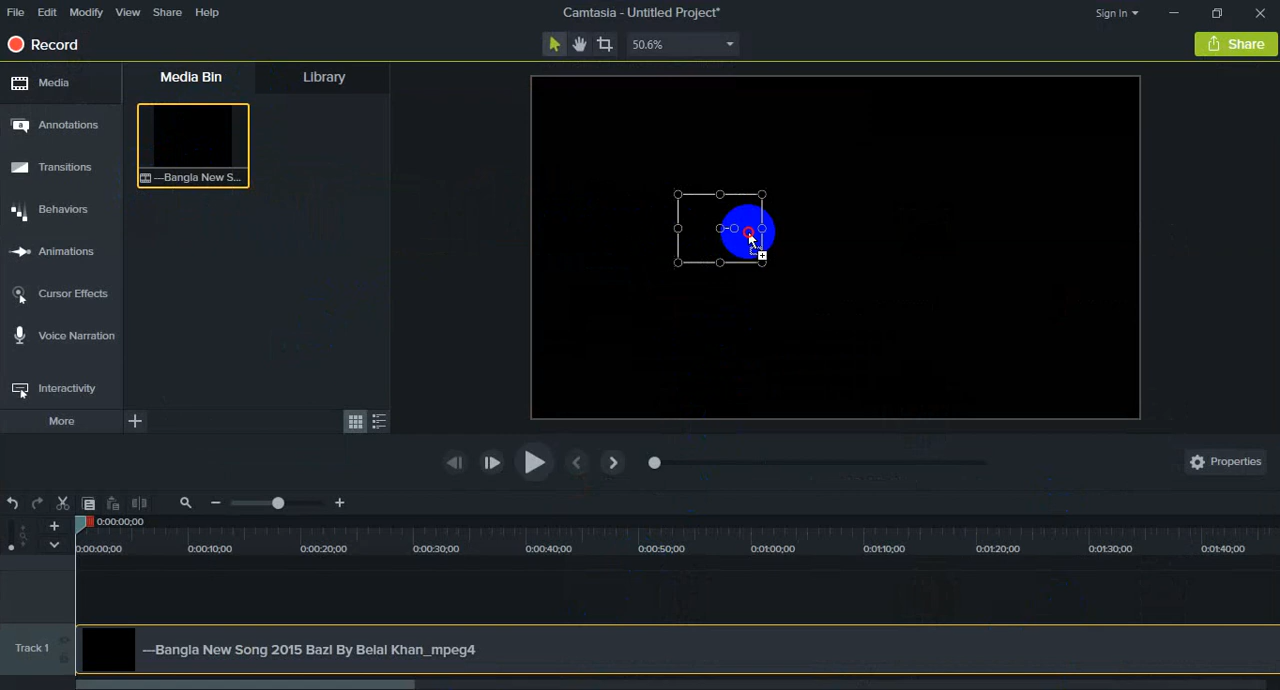 File Edit Modify View Share Help
Camtasia - Untitled Project*
Sign In
Record
50.6%
Share
Media
Media Bin
Library
Annotations
---Bangla New S...
Transitions
Behaviors
Animations
Cursor Effects
Voice Narration
Interactivity
More
Properties
0:00:00;00
0:00:00;00 0:00:10;00 0:00:20;00 0:00:30;00 0:00:40;00 0:00:50;00 0:01:00;00 0:01:10;00 0:01:20;00 0:01:30;00 0:01:40;00
Track 1
---Bangla New Song 2015 BazI By Belal Khan_mpeg4